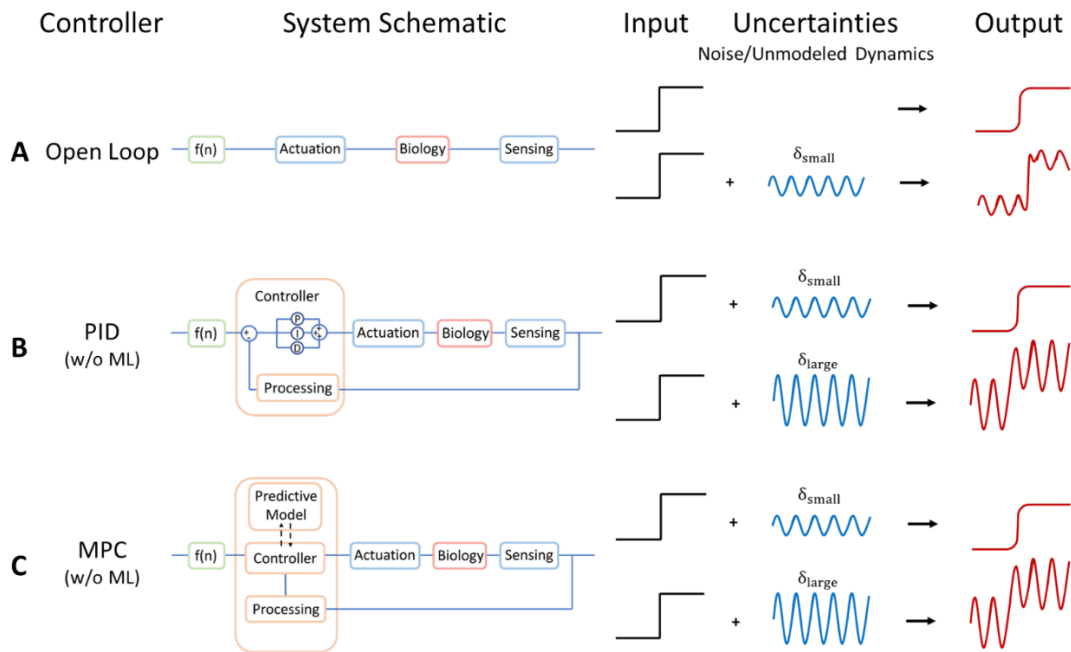 Controller
System Schematic
Input
Uncertainties
Output
Noise/Unmodeled Dynamics
A
Open Loop
f(n)
Actuation
Biology
Sensing
δsmall
+
B
PID
(w/o ML)
f(n)
Controller
+
-
P
I
D
+
+
+
Actuation
Biology
Sensing
Processing
+
δsmall
+
δlarge
C
MPC
(w/o ML)
f(n)
Predictive
Model
Controller
Processing
Actuation
Biology
Sensing
+
δsmall
+
δlarge